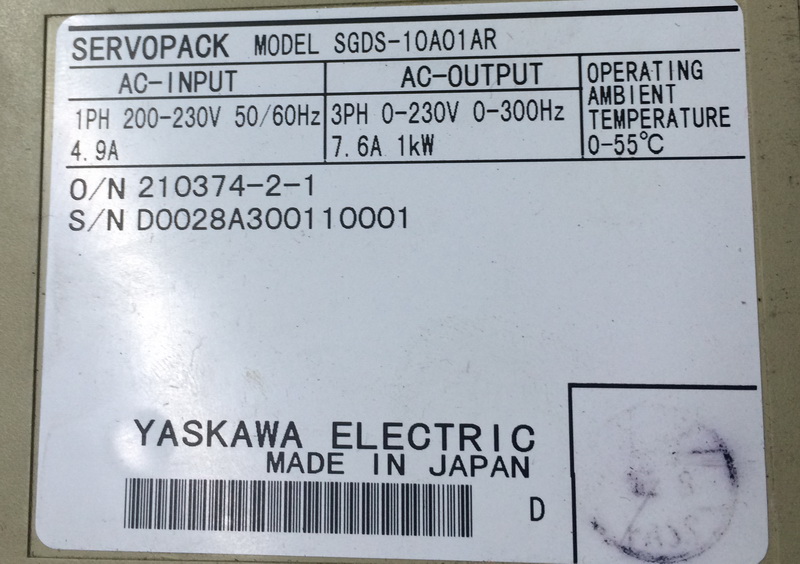 SERVOPACK MODEL SGDS-10A01AR
AC-INPUT
1PH 200-230V 50/60Hz
4.9A
AC-OUTPUT
3PH 0-230V 0-300Hz
7.6A 1kW
OPERATING
AMBIENT
TEMPERATURE
0-55℃
O/N 210374-2-1
S/N D0028A300110001
YASKAWA ELECTRIC
MADE IN JAPAN
D